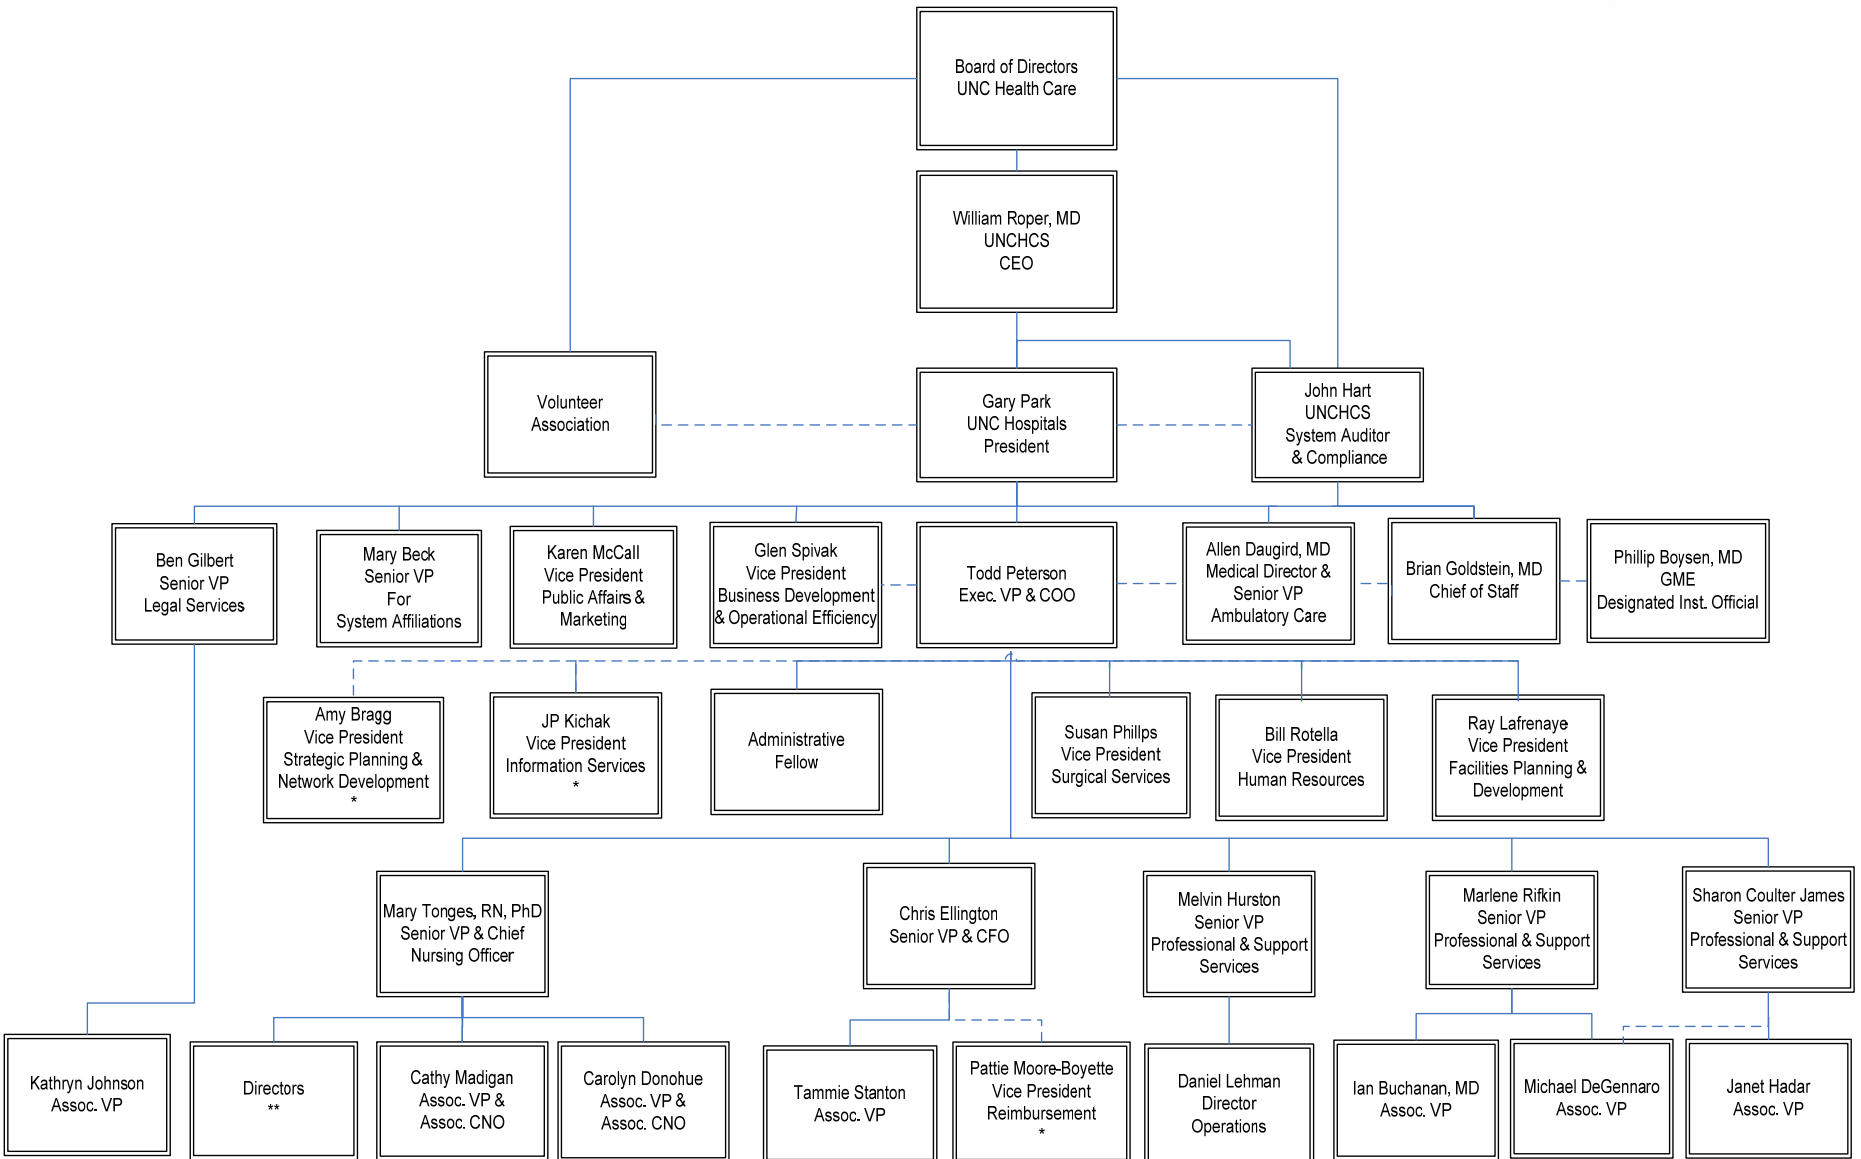 Board of Directors
UNC Health Care
William Roper, MD
UNCHCS
CEO
Volunteer
Association
Gary Park
UNC Hospitals
President
John Hart
UNCHCS
System Auditor
& Compliance
Ben Gilbert
Senior VP
Legal Services
Mary Beck
Senior VP
For
System Affiliations
Karen McCall
Vice President
Public Affairs &
Marketing
Glen Spivak
Vice President
Business Development
& Operational Efficiency
Todd Peterson
Exec. VP & COO
Allen Daugird, MD
Medical Director &
Senior VP
Ambulatory Care
Brian Goldstein, MD
Chief of Staff
Phillip Boysen, MD
GME
Designated Inst. Official
Amy Bragg
Vice President
Strategic Planning &
Network Development
*
JP Kichak
Vice President
Information Services
*
Administrative
Fellow
Susan Phillps
Vice President
Surgical Services
Bill Rotella
Vice President
Human Resources
Ray Lafrenaye
Vice President
Facilities Planning &
Development
Mary Tonges, RN, PhD
Senior VP & Chief
Nursing Officer
Chris Ellington
Senior VP & CFO
Melvin Hurston
Senior VP
Professional & Support
Services
Marlene Rifkin
Senior VP
Professional & Support
Services
Sharon Coulter James
Senior VP
Professional & Support
Services
Kathryn Johnson
Assoc. VP
Directors
**
Cathy Madigan
Assoc. VP &
Assoc. CNO
Carolyn Donohue
Assoc. VP &
Assoc. CNO
Tammie Stanton
Assoc. VP
Pattie Moore-Boyette
Vice President
Reimbursement
*
Daniel Lehman
Director
Operations
Ian Buchanan, MD
Assoc. VP
Michael DeGennaro
Assoc. VP
Janet Hadar
Assoc. VP